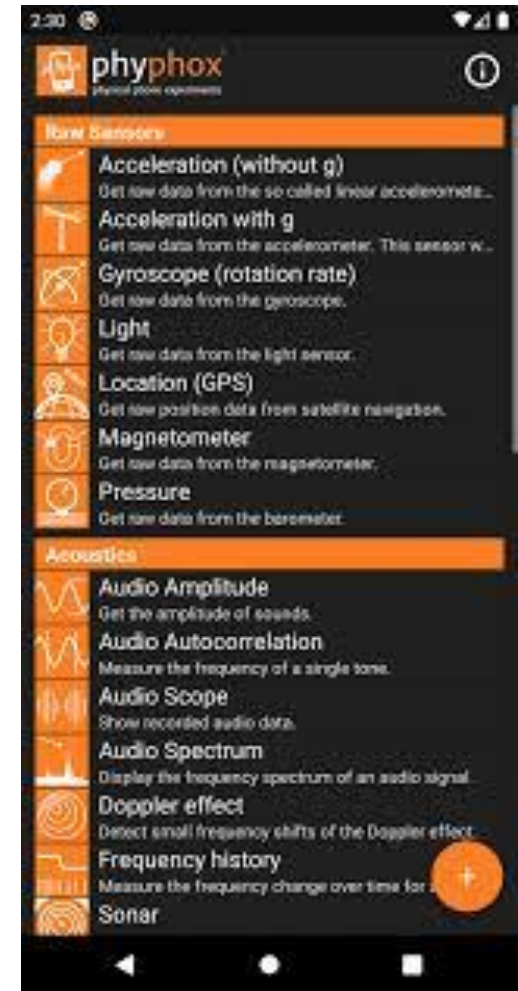 2:30
phyphox
physical phone experiments
Raw Sensors
Acceleration (without g)
Get raw data from the so called linear acceleromete...
Acceleration with g
Get raw data from the accelerometer. This sensor w...
Gyroscope (rotation rate)
Get raw data from the gyroscope.
Light
Get raw data from the light sensor.
Location (GPS)
Get raw position data from satellite navigation.
Magnetometer
Get raw data from the magnetometer.
Pressure
Get raw data from the barometer.
Acoustics
Audio Amplitude
Get the amplitude of sounds.
Audio Autocorrelation
Measure the frequency of a single tone.
Audio Scope
Show recorded audio data.
Audio Spectrum
Display the frequency spectrum of an audio signal.
Doppler effect
Detect small frequency shifts of the Doppler effect
Frequency history
Measure the frequency change over time for
+
Sonar